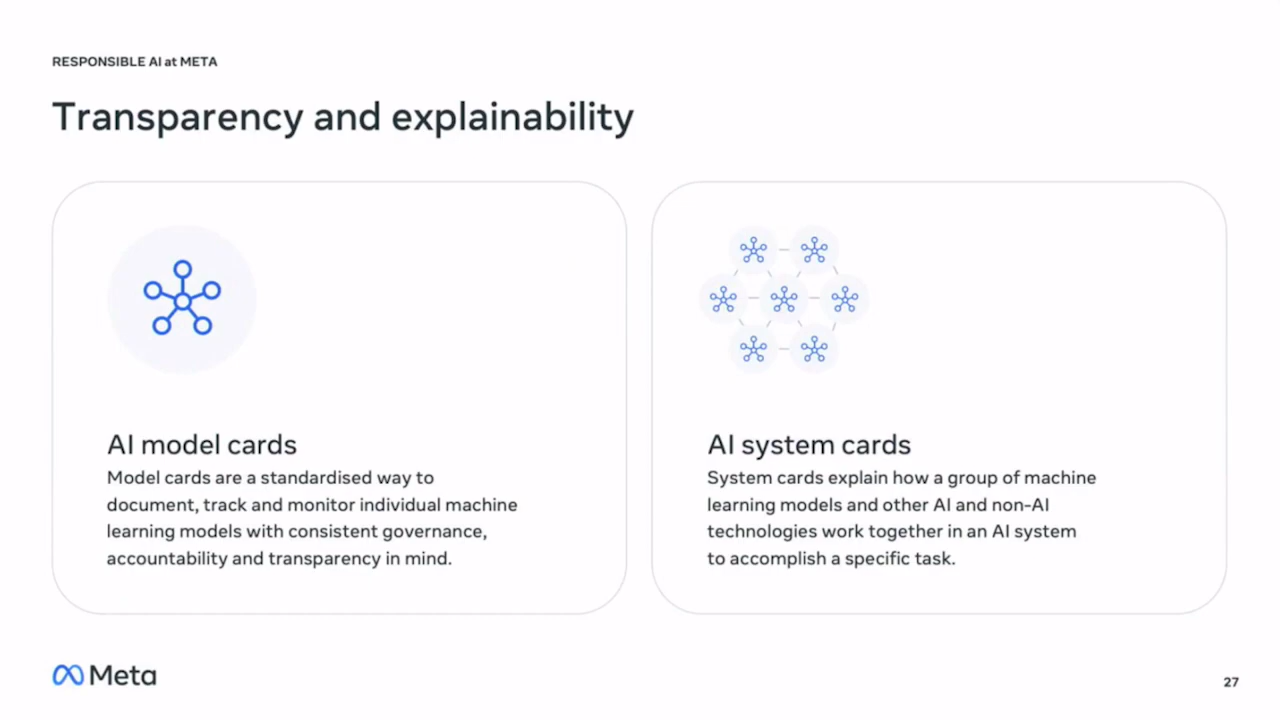 RESPONSIBLE AI at META
Transparency and explainability
AI model cards
Model cards are a standardised way to
document, track and monitor individual machine
learning models with consistent governance,
accountability and transparency in mind.
AI system cards
System cards explain how a group of machine
learning models and other AI and non-AI
technologies work together in an AI system
to accomplish a specific task.
Meta
27